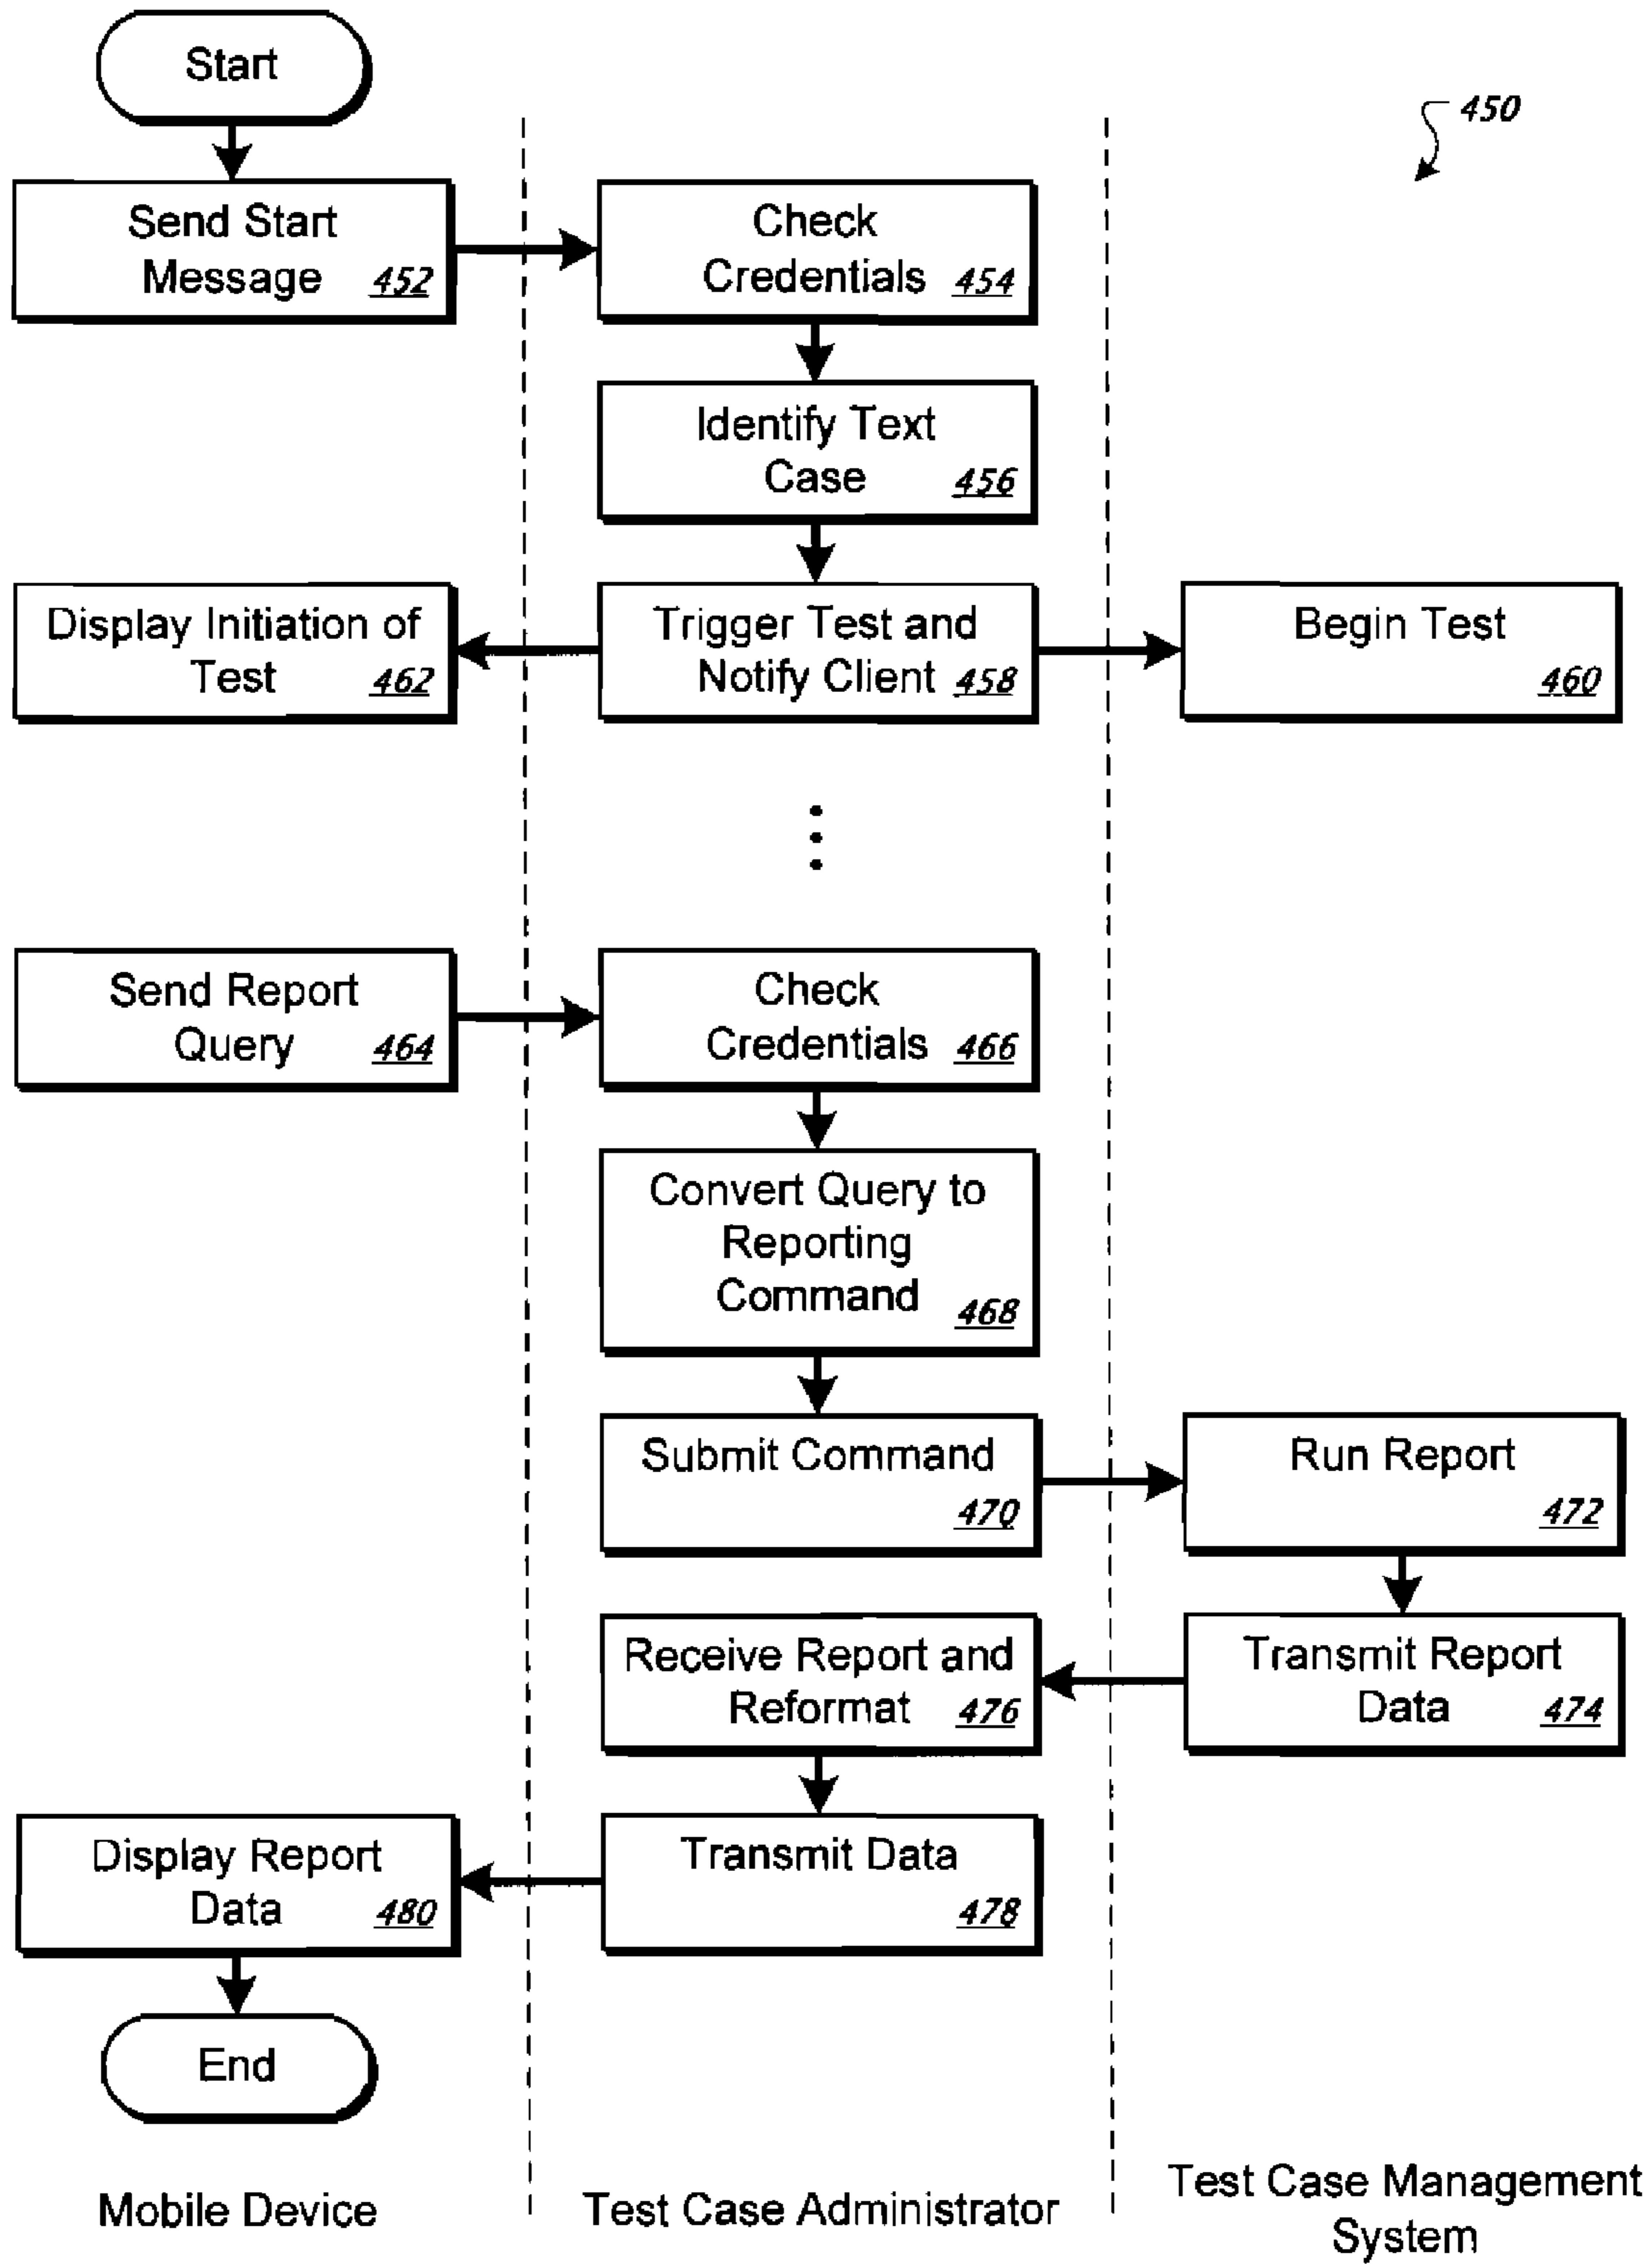 Start
450
Send Start
Message 452
Check
Credentials 454
Identify Text
Case 456
Display Initiation of
Test 462
Trigger Test and
Notify Client 458
Begin Test
460
Send Report
Query 464
Check
Credentials 466
Convert Query to
Reporting
Command 468
Submit Command
470
Run Report
472
Receive Report and
Reformat 476
Transmit Report
Data 474
Display Report
Data 480
Transmit Data
478
End
Mobile Device
Test Case Administrator
Test Case Management
System